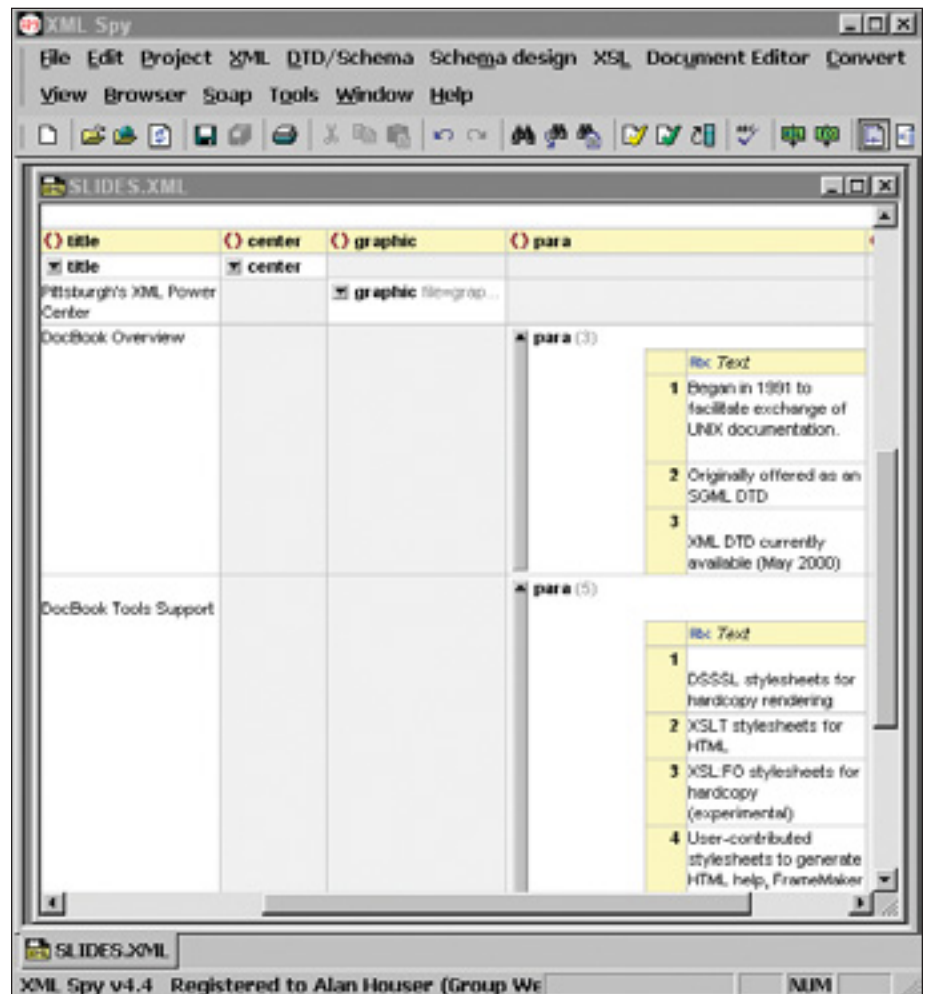 XML Spy
File Edit Project XML DTD/Schema Schema design XSL Document Editor Convert
View Browser Soap Tools Window Help
SLIDES.XML
title center graphic para
title center
Pittsburgh's XML Power
Center
graphic file=grap...
DocBook Overview
para (3)
Abc Text
1 Began in 1991 to
facilitate exchange of
UNIX documentation.
2 Originally offered as an
SGML DTD
3
XML DTD currently
available (May 2000)
DocBook Tools Support
para (5)
Abc Text
1
DSSSL stylesheets for
hardcopy rendering
2 XSLT stylesheets for
HTML
3 XSL:FO stylesheets for
hardcopy
(experimental)
4 User-contributed
stylesheets to generate
HTML help, FrameMaker
SLIDES.XML
XML Spy v4.4 Registered to Alan Houser (Group We
NUM